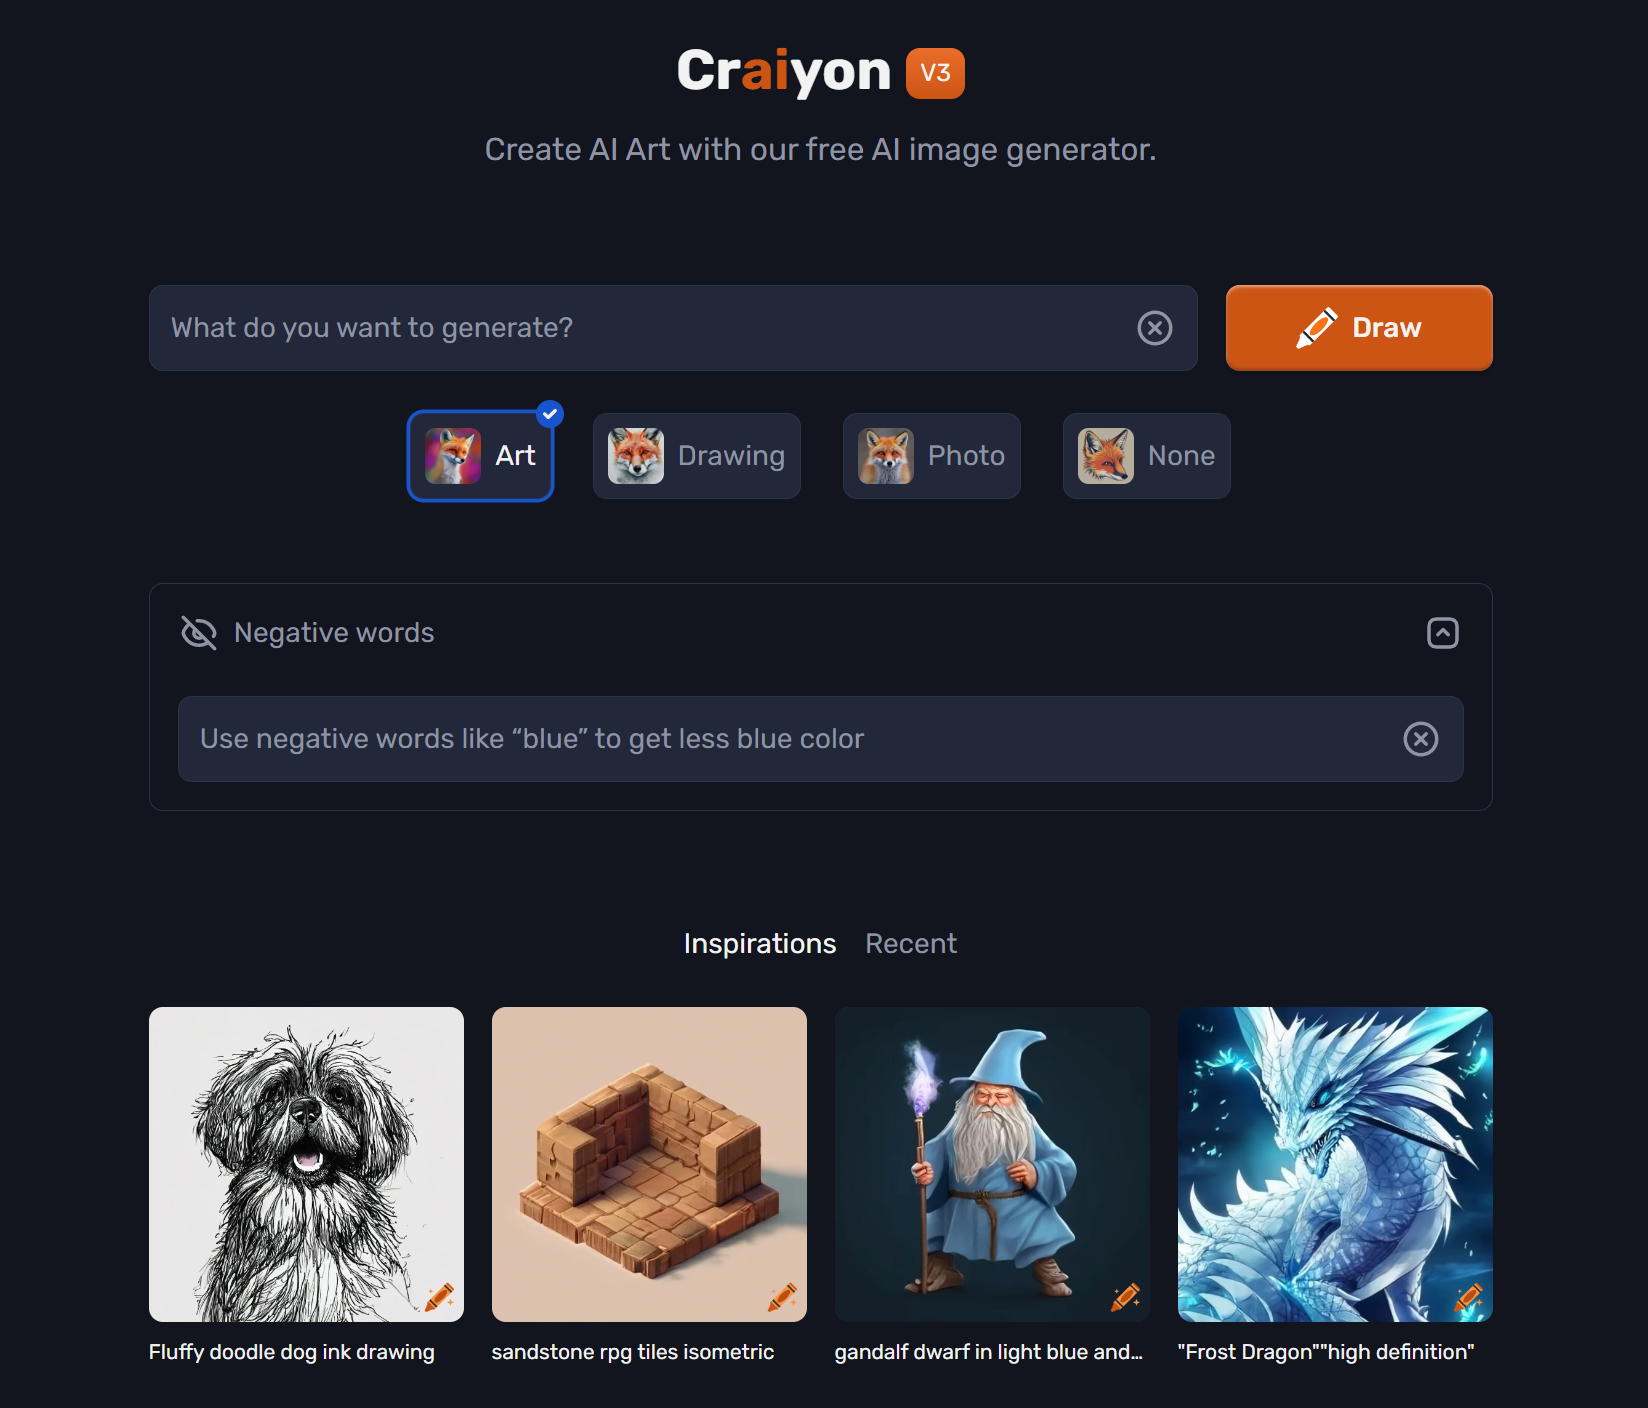 Craiyon V3
Create AI Art with our free AI image generator.
What do you want to generate?
Draw
Art
Drawing
Photo
None
Negative words
Use negative words like “blue” to get less blue color
Inspirations
Recent
Fluffy doodle dog ink drawing
sandstone rpg tiles isometric
gandalf dwarf in light blue and...
"Frost Dragon""high definition"